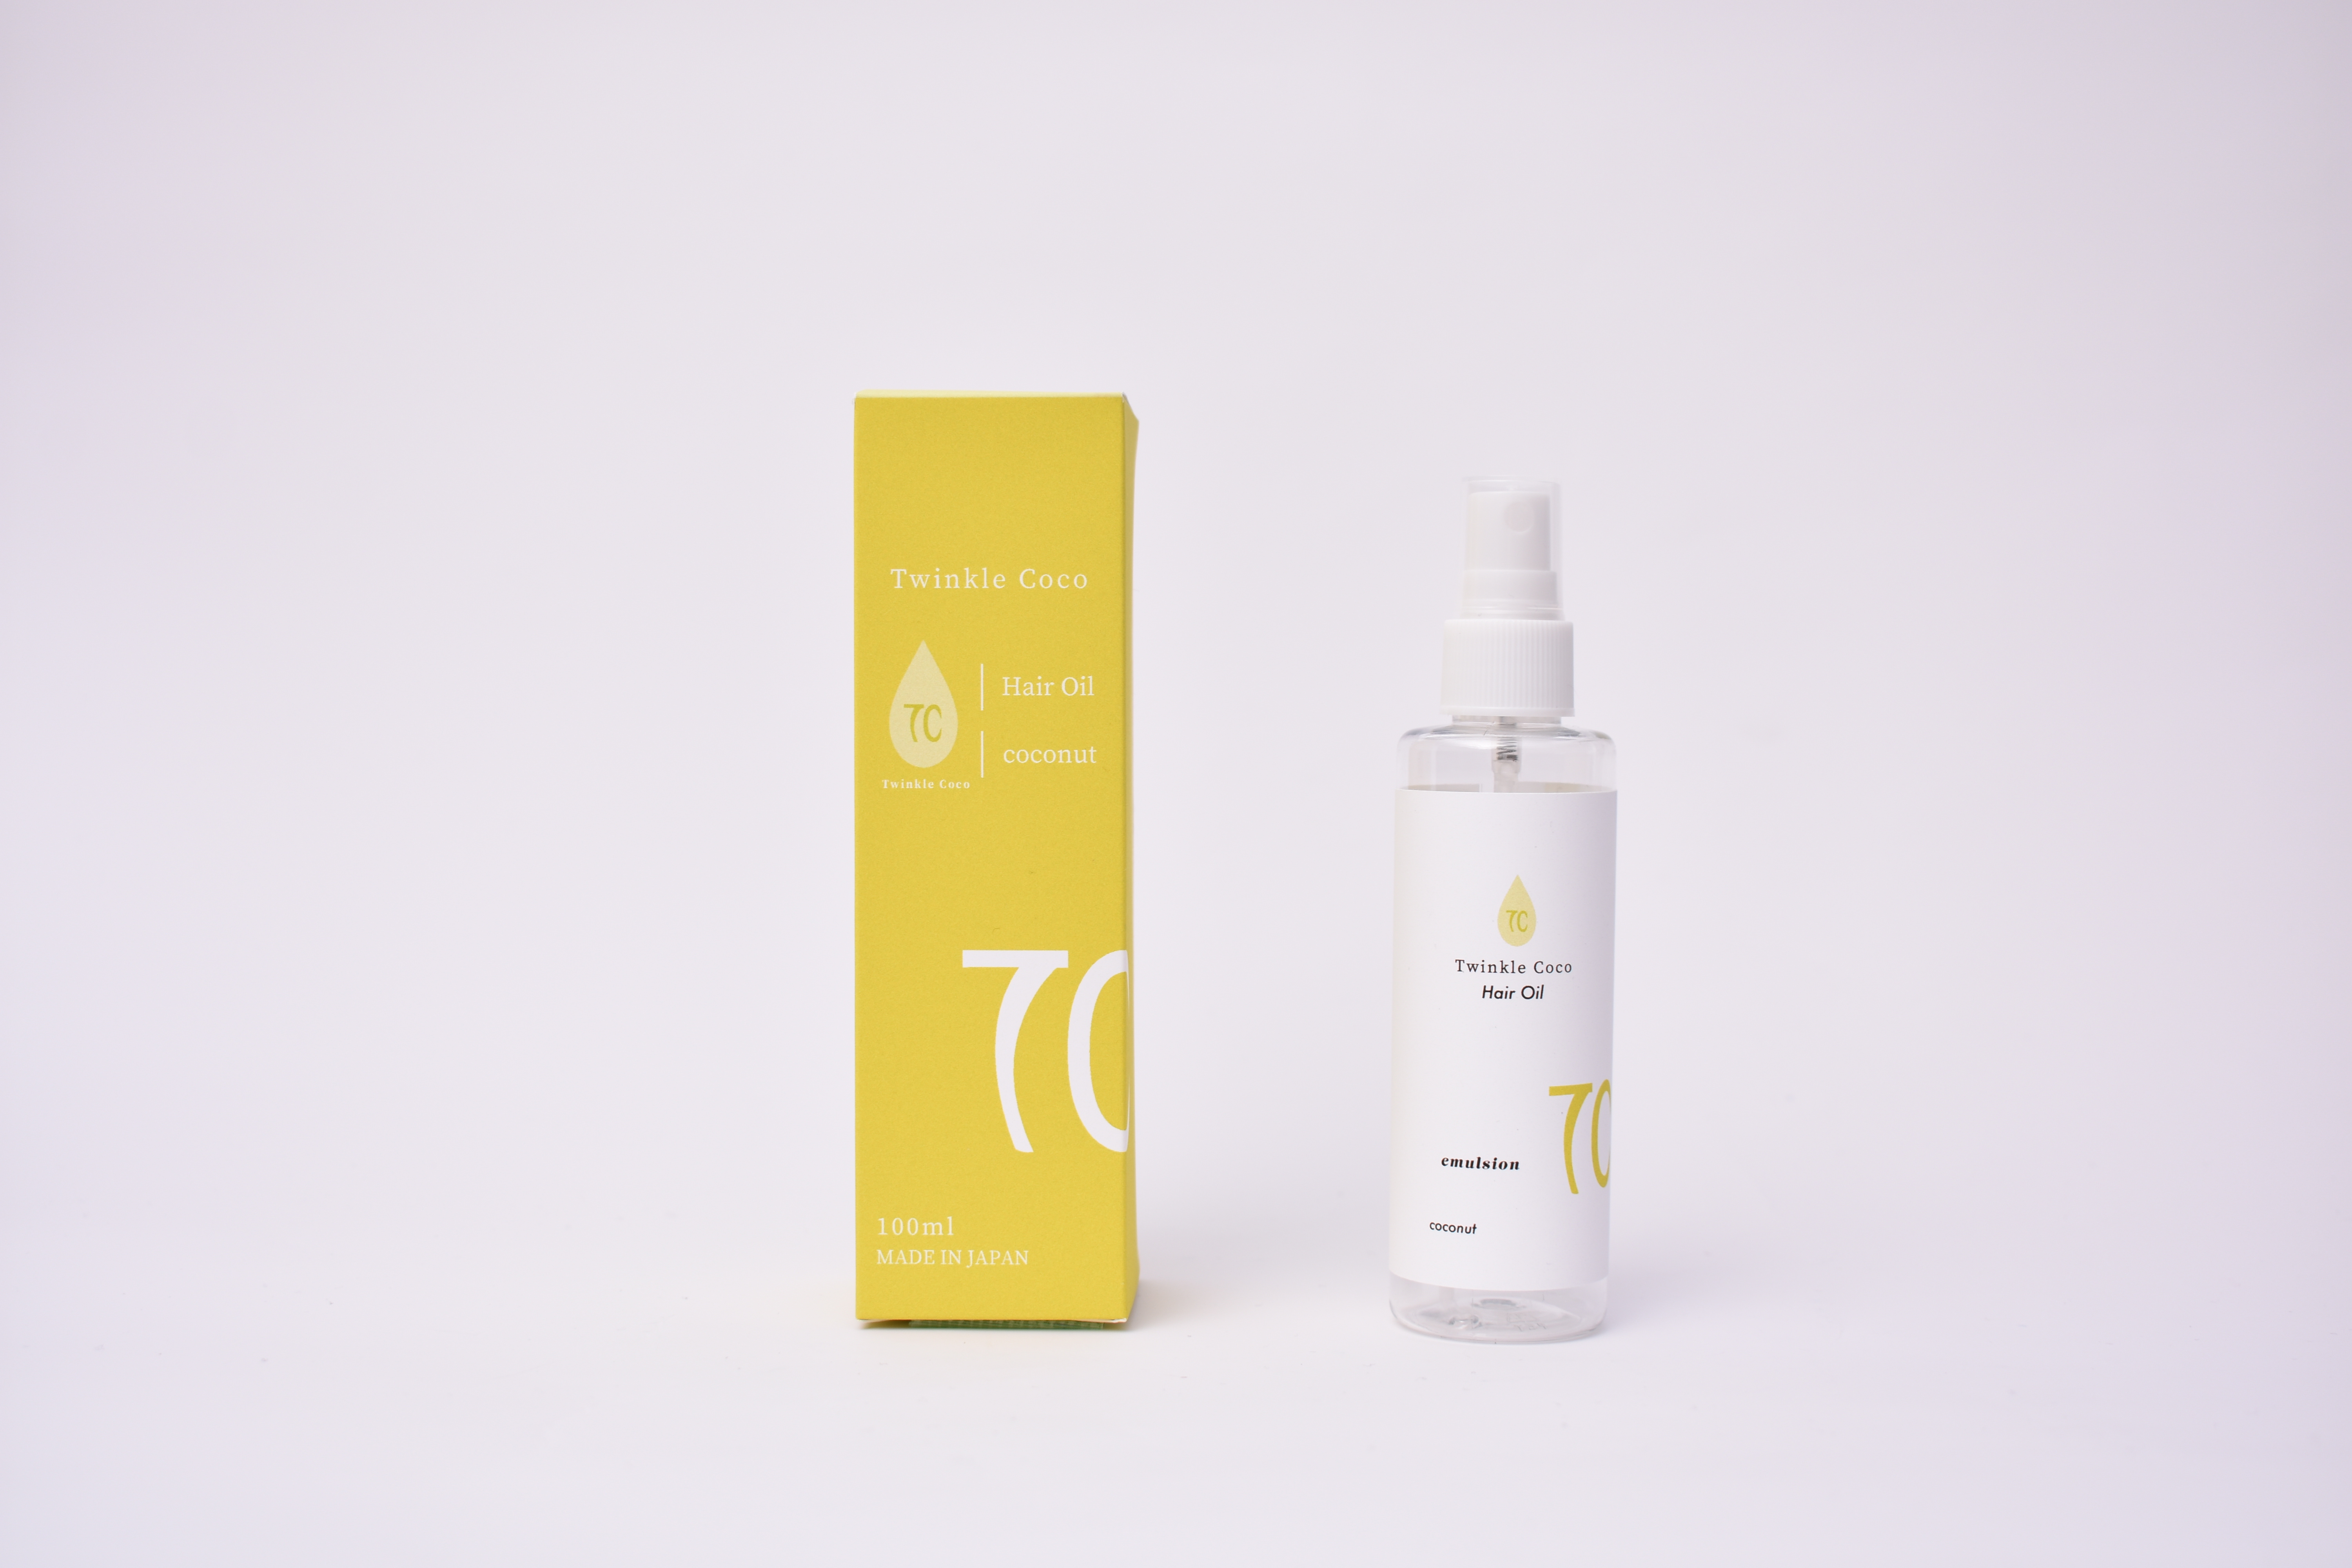 Twinkle Coco
TC
Hair Oil
coconut
Twinkle Coco
TC
100ml
MADE IN JAPAN
TC
Twinkle Coco
Hair Oil
TC
emulsion
coconut